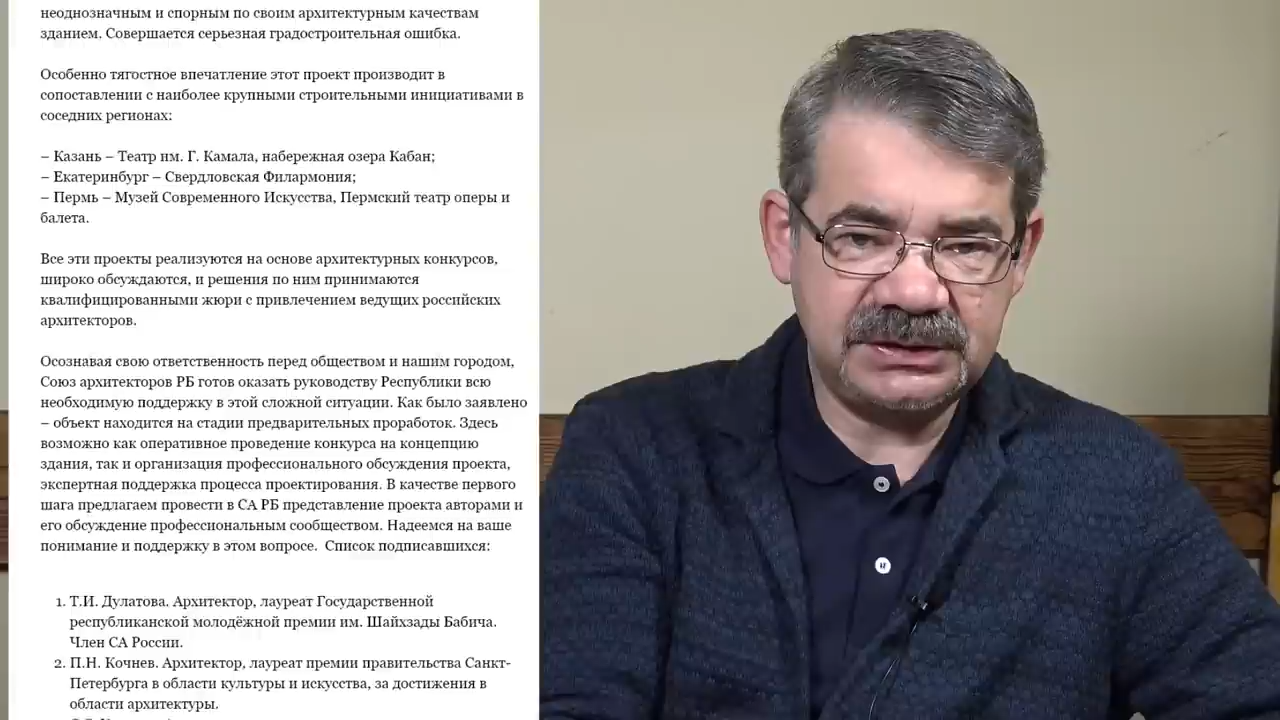 неоднозначным и спорным по своим архитектурным качествам
зданием. Совершается серьезная градостроительная ошибка.
Особенно тягостное впечатление этот проект производит в
сопоставлении с наиболее крупными строительными инициативами в
соседних регионах:
– Казань – Театр им. Г. Камала, набережная озера Кабан;
– Екатеринбург – Свердловская Филармония;
– Пермь – Музей Современного Искусства, Пермский театр оперы и
балета.
Все эти проекты реализуются на основе архитектурных конкурсов,
широко обсуждаются, и решения по ним принимаются
квалифицированными жюри с привлечением ведущих российских
архитекторов.
Осознавая свою ответственность перед обществом и нашим городом,
Союз архитекторов РБ готов оказать руководству Республики всю
необходимую поддержку в этой сложной ситуации. Как было заявлено
– объект находится на стадии предварительных проработок. Здесь
возможно как оперативное проведение конкурса на концепцию
здания, так и организация профессионального обсуждения проекта,
экспертная поддержка процесса проектирования. В качестве первого
шага предлагаем провести в СА РБ представление проекта авторами и
его обсуждение профессиональным сообществом. Надеемся на ваше
понимание и поддержку в этом вопросе. Список подписавшихся:
1. Т.И. Дулатова. Архитектор, лауреат Государственной
республиканской молодёжной премии им. Шайхзады Бабича.
Член СА России.
2. П.Н. Кочнев. Архитектор, лауреат премии правительства Санкт-
Петербурга в области культуры и искусства, за достижения в
области архитектуры.